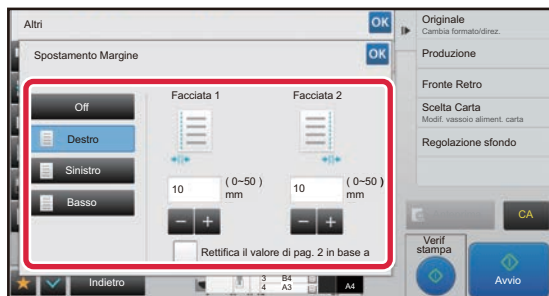 Altri
OK
Spostamento Margine
OK
Off
Destro
Sinistro
Basso
Facciata 1
Facciata 2
10
(0~50)
mm
10
(0~50)
mm
Rettifica il valore di pag. 2 in base a
Indietro
3 B4
4 A3
A4
Originale
Cambia formato/direz.
Produzione
Fronte Retro
Scelta Carta
Modif. vassoio aliment. carta
Regolazione sfondo
CA
Verif
stampa
Avvio